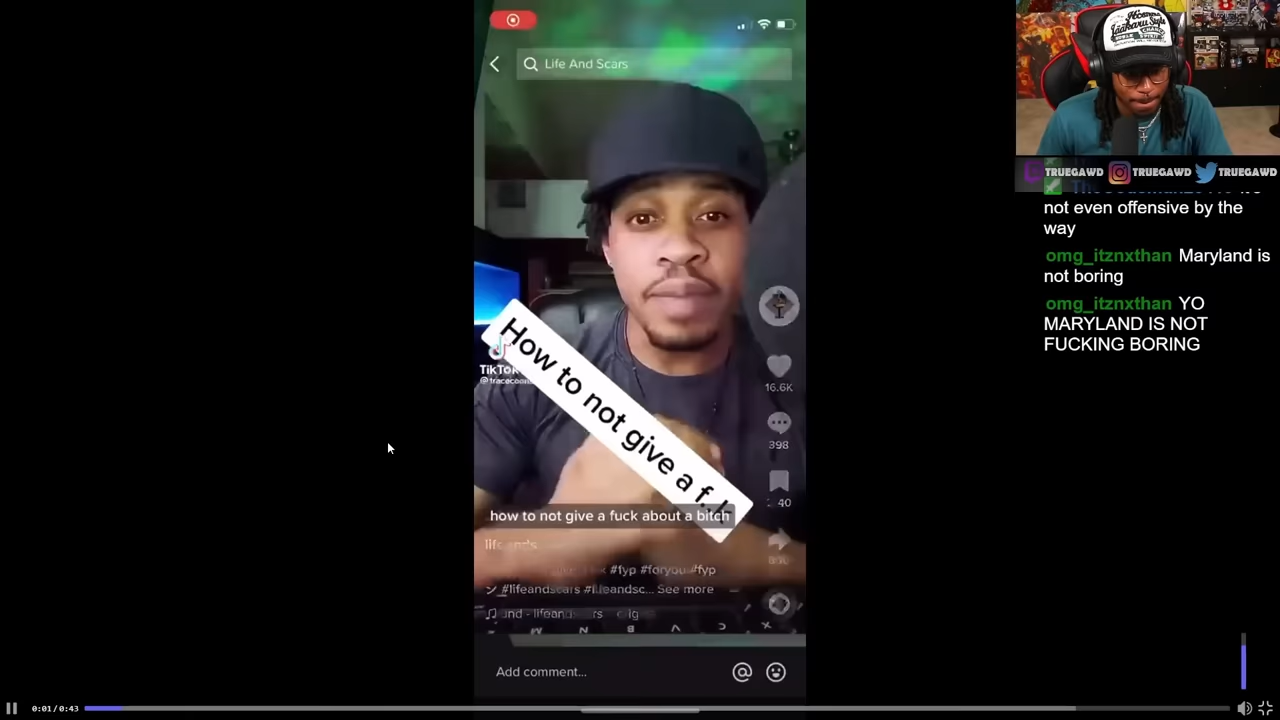 Life And Scars
How to not give a f..k
TikTok
how to not give a fuck about a bitch
#fyp #foryou #fyp
#lifeandscars #lifeandsc... See more
16.6K
398
Add comment...
0:01/0:43
TRUEGAWD TRUEGAWD TRUEGAWD
not even offensive by the
way
omg_itznxthan Maryland is
not boring
omg_itznxthan YO
MARYLAND IS NOT
FUCKING BORING